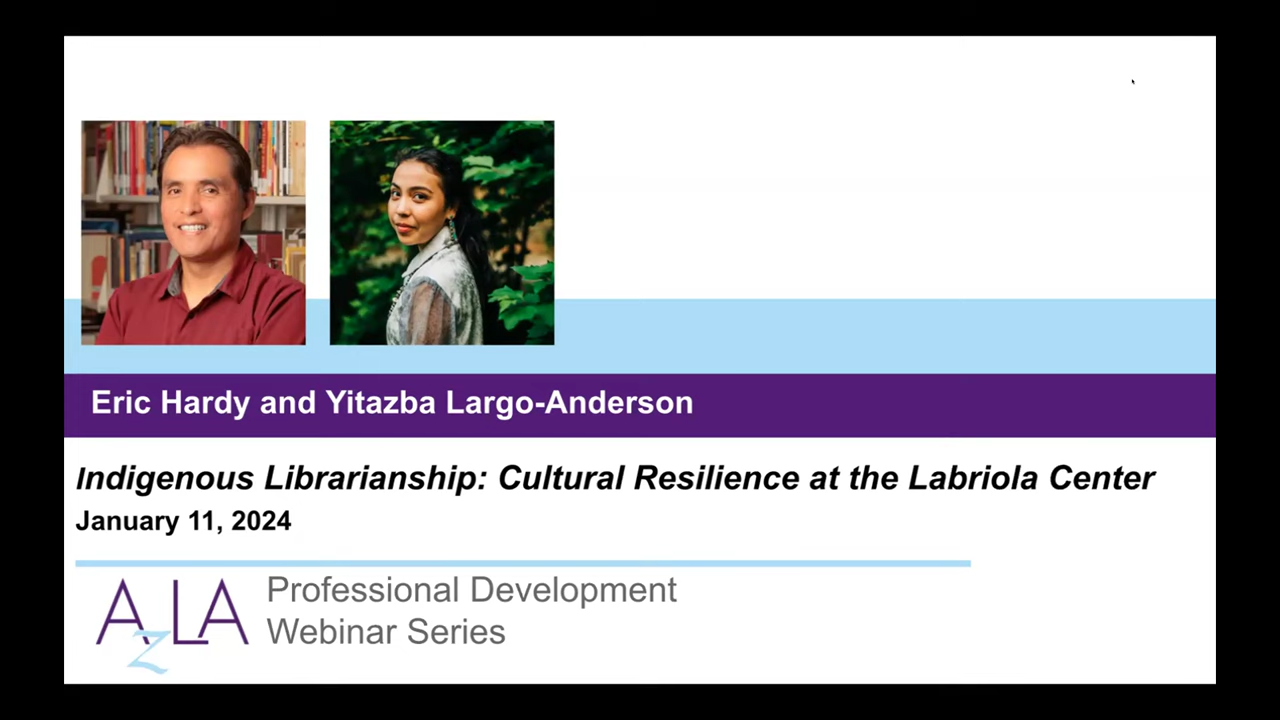 Eric Hardy and Yitazba Largo-Anderson
Indigenous Librarianship: Cultural Resilience at the Labriola Center
January 11, 2024
AzLA
Professional Development
Webinar Series